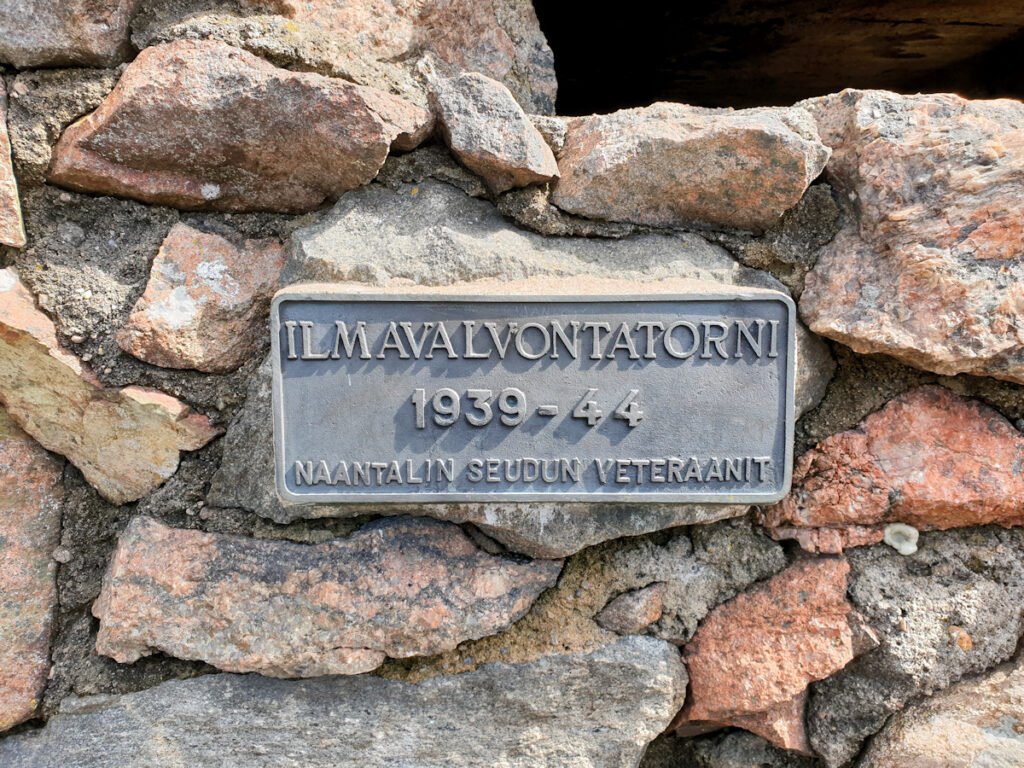 ILMAVALVONTATORNI
1939-44
NAANTALIN SEUDUN VETERAANIT